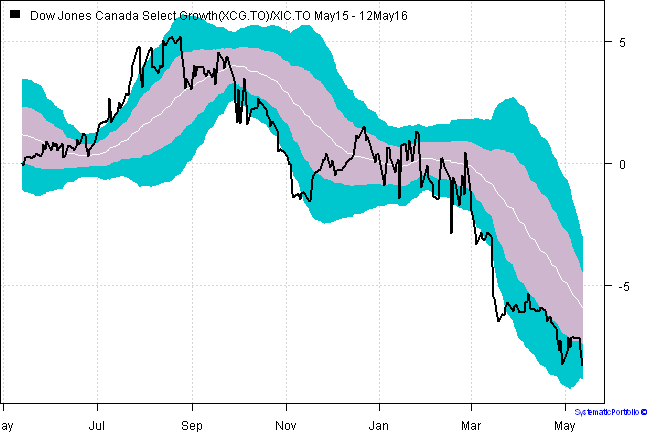 Dow Jones Canada Select Growth(XCG.TO)/XIC.TO May15 - 12May16
5
0
-5
ay Jul Sep Nov Jan Mar May
SystematicPortfolio ©